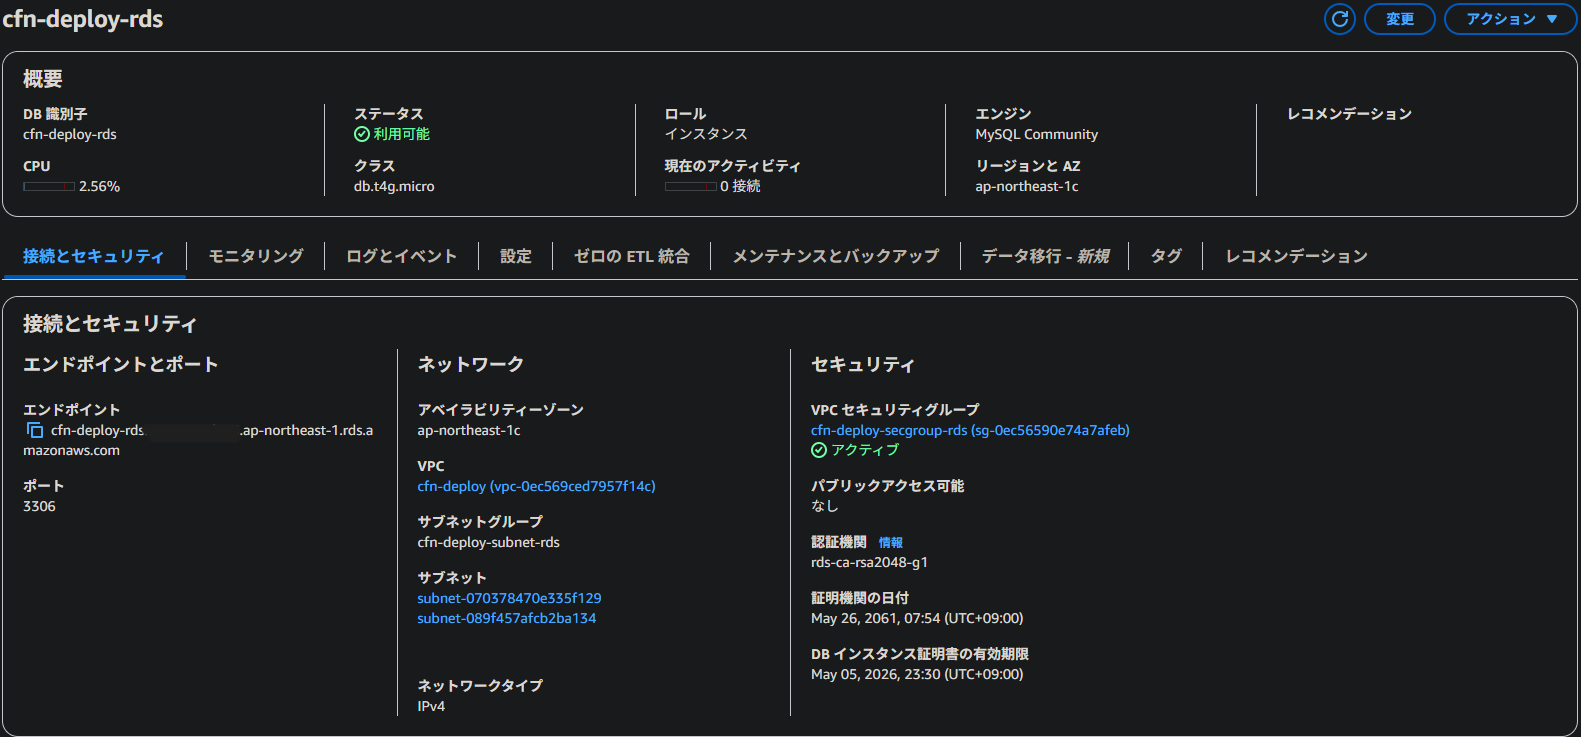 cfn-deploy-rds
変更
アクション
概要
DB 識別子
cfn-deploy-rds
CPU
2.56%
ステータス
利用可能
クラス
db.t4g.micro
ロール
インスタンス
現在のアクティビティ
0 接続
エンジン
MySQL Community
リージョンと AZ
ap-northeast-1c
レコメンデーション
接続とセキュリティ
モニタリング
ログとイベント
設定
ゼロの ETL 統合
メンテナンスとバックアップ
データ移行 - 新規
タグ
レコメンデーション
接続とセキュリティ
エンドポイントとポート
エンドポイント
cfn-deploy-rds. .ap-northeast-1.rds.a
mazonaws.com
ポート
3306
ネットワーク
アベイラビリティーゾーン
ap-northeast-1c
VPC
cfn-deploy (vpc-0ec569ced7957f14c)
サブネットグループ
cfn-deploy-subnet-rds
サブネット
subnet-070378470e335f129
subnet-089f457afcb2ba134
ネットワークタイプ
IPv4
セキュリティ
VPC セキュリティグループ
cfn-deploy-secgroup-rds (sg-0ec56590e74a7afeb)
アクティブ
パブリックアクセス可能
なし
認証機関 情報
rds-ca-rsa2048-g1
証明機関の日付
May 26, 2061, 07:54 (UTC+09:00)
DB インスタンス証明書の有効期限
May 05, 2026, 23:30 (UTC+09:00)